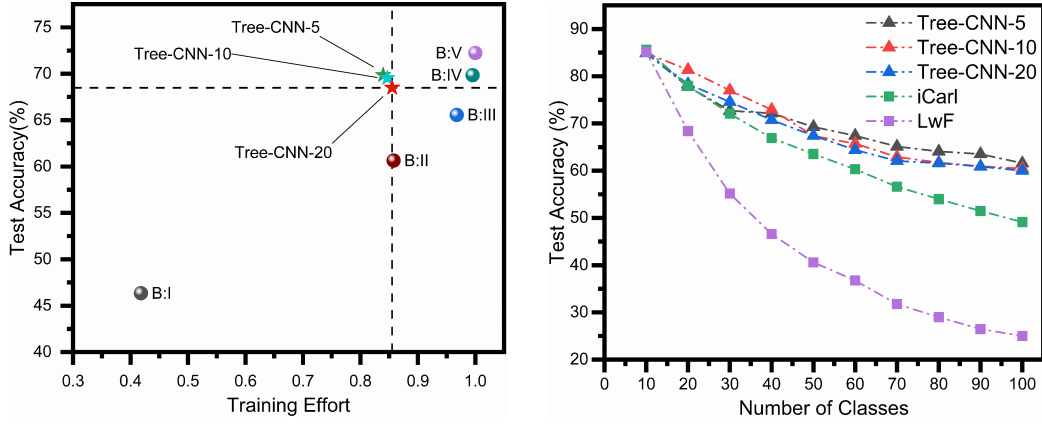 75
70
65
60
55
50
45
40
0.3
0.4
0.5
0.6
0.7
0.8
0.9
1.0
Test Accuracy(%)
Training Effort
Tree-CNN-5
Tree-CNN-10
Tree-CNN-20
B:V
B:IV
B:III
B:II
B:I
90
80
70
60
50
40
30
20
0
10
20
30
40
50
60
70
80
90
100
Test Accuracy (%)
Number of Classes
Tree-CNN-5
Tree-CNN-10
Tree-CNN-20
iCarl
LwF